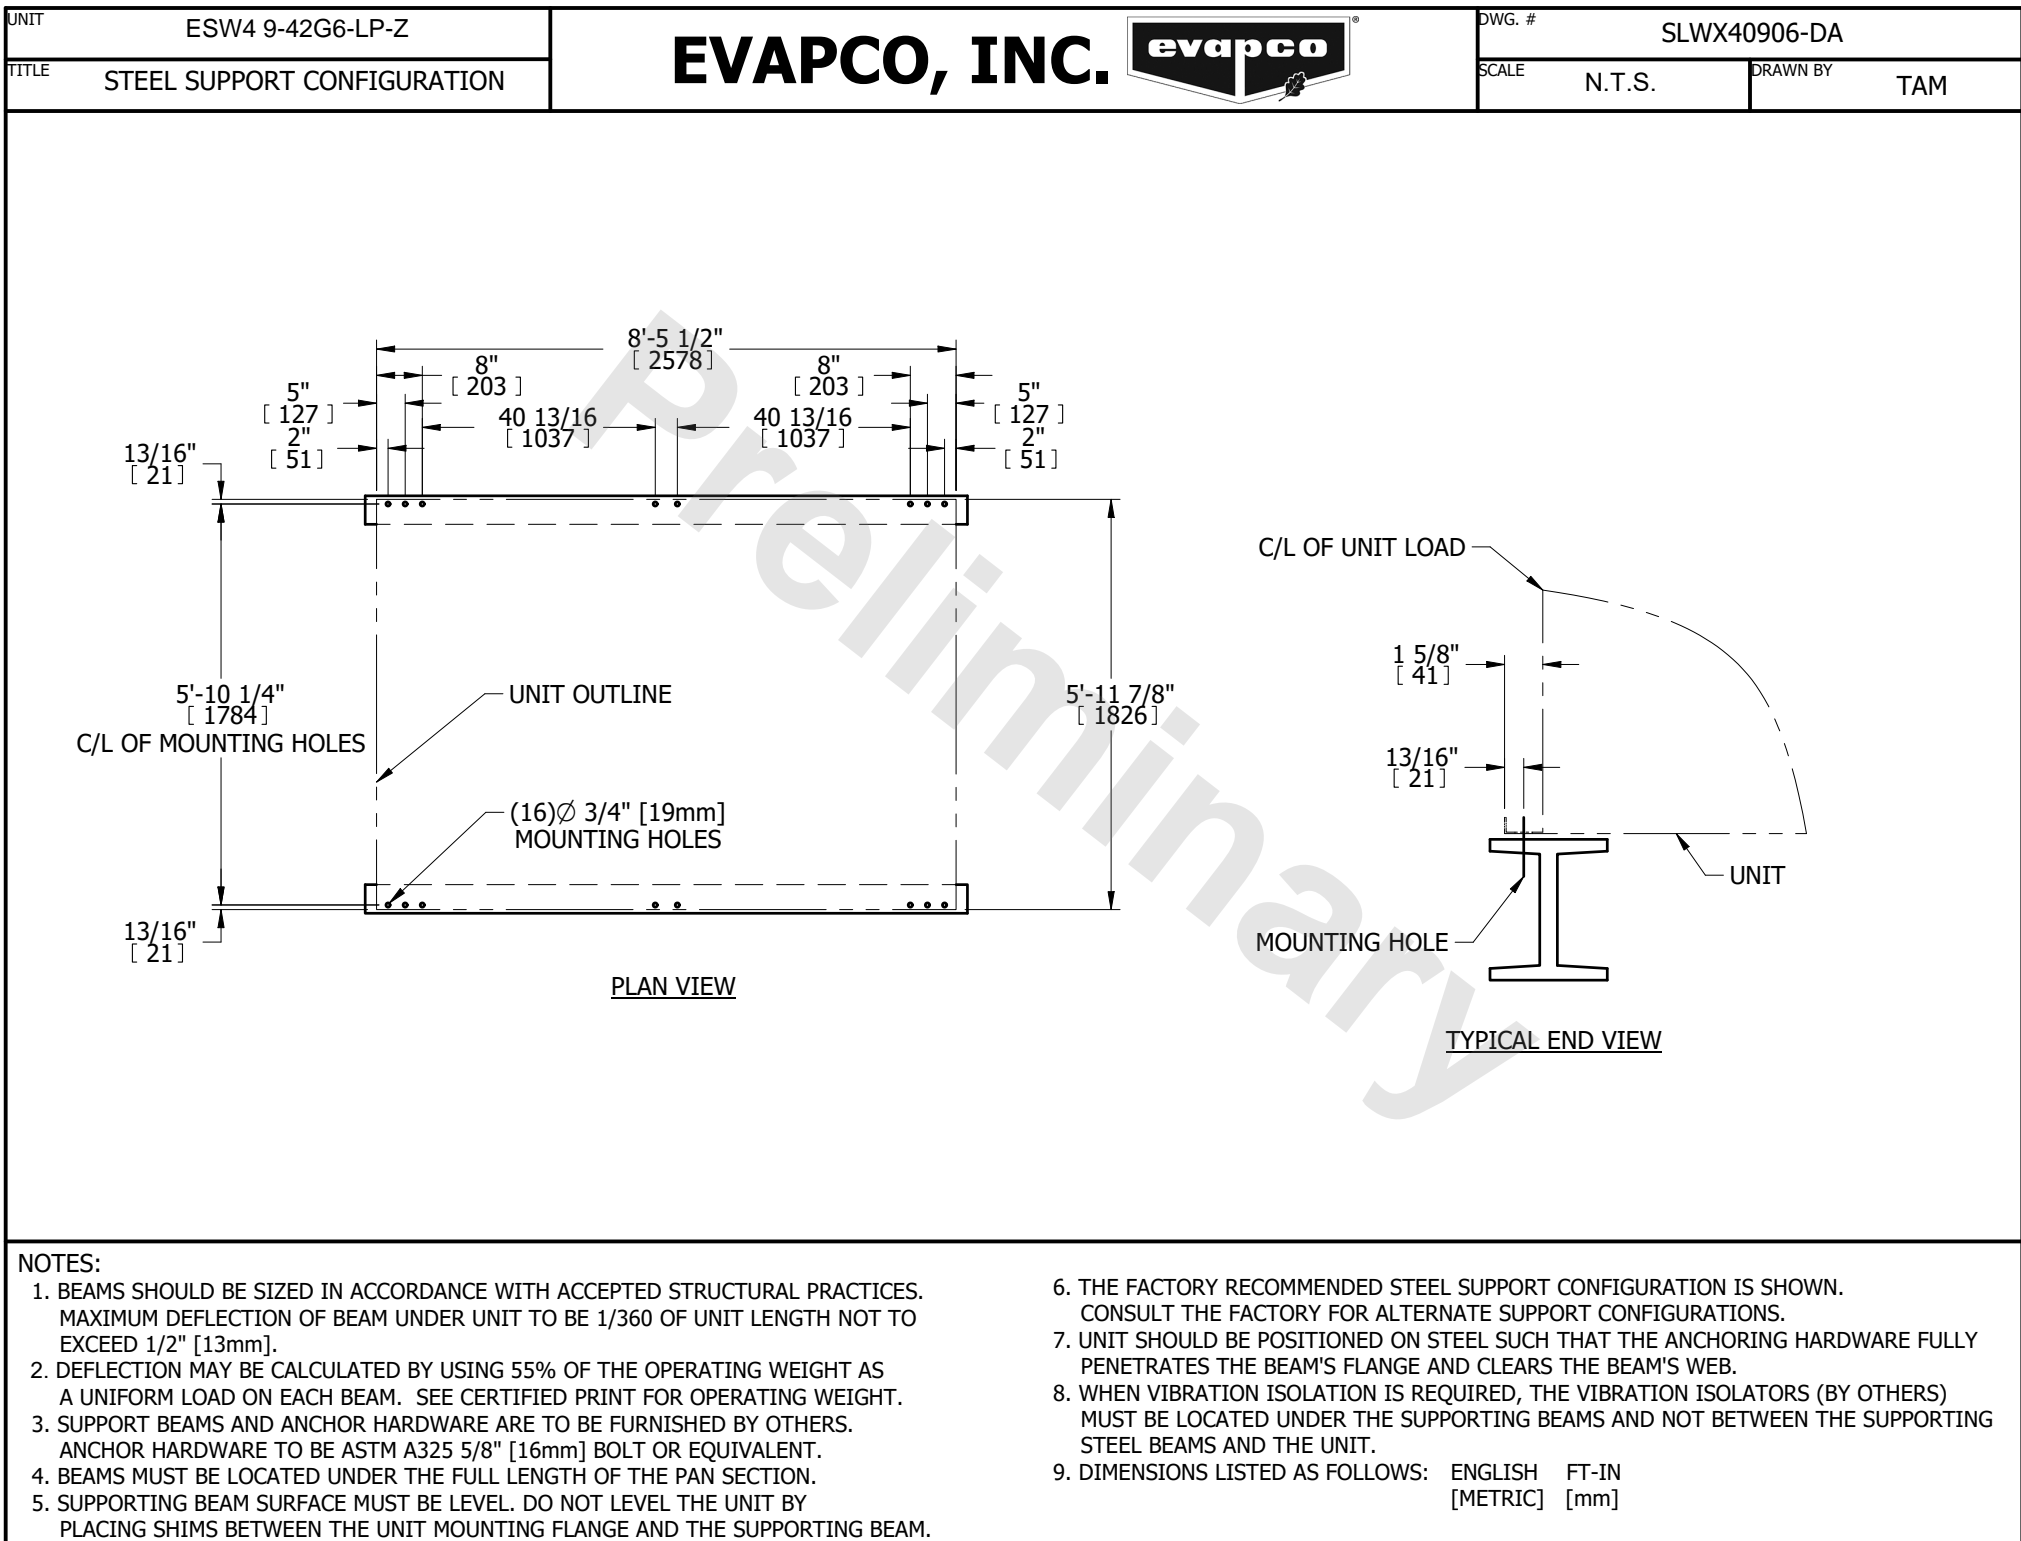 UNIT
ESW4 9-42G6-LP-Z
TITLE
STEEL SUPPORT CONFIGURATION
EVAPCO, INC.
evapco
®
DWG. #
SLWX40906-DA
SCALE
N.T.S.
DRAWN BY
TAM
8'-5 1/2"
[ 2578]
8"
[ 203 ]
8"
[ 203 ]
5"
[ 127 ]
5"
[ 127 ]
40 13/16
[ 1037 ]
40 13/16
[ 1037 ]
2"
[ 51]
2"
[ 51]
13/16"
[ 21]
5'-10 1/4"
[ 1784]
C/L OF MOUNTING HOLES
UNIT OUTLINE
5'-11 7/8"
[ 1826]
(16)Ø 3/4" [19mm]
MOUNTING HOLES
13/16"
[ 21]
PLAN VIEW
C/L OF UNIT LOAD
1 5/8"
[ 41]
13/16"
[ 21]
UNIT
MOUNTING HOLE
TYPICAL END VIEW
Preliminary
NOTES:
1. BEAMS SHOULD BE SIZED IN ACCORDANCE WITH ACCEPTED STRUCTURAL PRACTICES.
MAXIMUM DEFLECTION OF BEAM UNDER UNIT TO BE 1/360 OF UNIT LENGTH NOT TO
EXCEED 1/2" [13mm].
2. DEFLECTION MAY BE CALCULATED BY USING 55% OF THE OPERATING WEIGHT AS
A UNIFORM LOAD ON EACH BEAM. SEE CERTIFIED PRINT FOR OPERATING WEIGHT.
3. SUPPORT BEAMS AND ANCHOR HARDWARE ARE TO BE FURNISHED BY OTHERS.
ANCHOR HARDWARE TO BE ASTM A325 5/8" [16mm] BOLT OR EQUIVALENT.
4. BEAMS MUST BE LOCATED UNDER THE FULL LENGTH OF THE PAN SECTION.
5. SUPPORTING BEAM SURFACE MUST BE LEVEL. DO NOT LEVEL THE UNIT BY
PLACING SHIMS BETWEEN THE UNIT MOUNTING FLANGE AND THE SUPPORTING BEAM.
6. THE FACTORY RECOMMENDED STEEL SUPPORT CONFIGURATION IS SHOWN.
CONSULT THE FACTORY FOR ALTERNATE SUPPORT CONFIGURATIONS.
7. UNIT SHOULD BE POSITIONED ON STEEL SUCH THAT THE ANCHORING HARDWARE FULLY
PENETRATES THE BEAM'S FLANGE AND CLEARS THE BEAM'S WEB.
8. WHEN VIBRATION ISOLATION IS REQUIRED, THE VIBRATION ISOLATORS (BY OTHERS)
MUST BE LOCATED UNDER THE SUPPORTING BEAMS AND NOT BETWEEN THE SUPPORTING
STEEL BEAMS AND THE UNIT.
9. DIMENSIONS LISTED AS FOLLOWS: ENGLISH FT-IN
[METRIC] [mm]